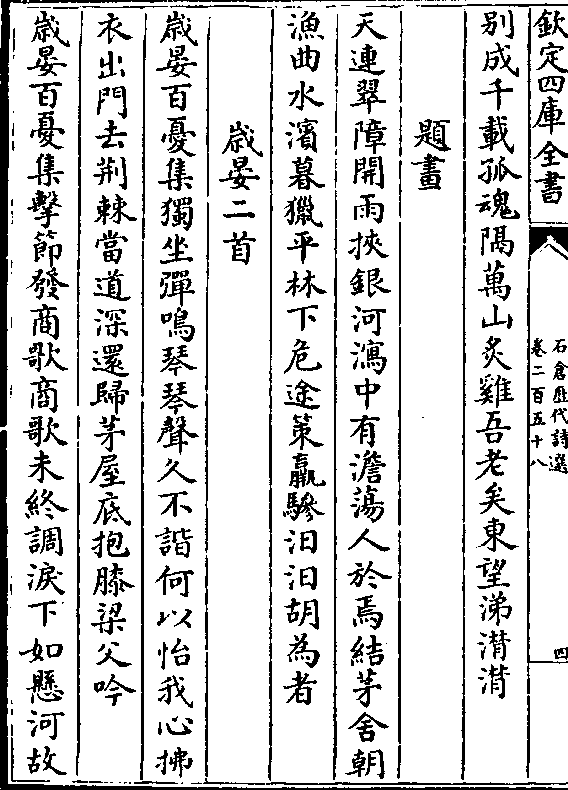 欽定四庫全書
石倉歷代詩選
卷二百五十八
四
別成千載孤魂隔萬山炙雞吾老矣東望涕潸潸
題畫
天連翠障開雨挾銀河瀉中有澹蕩人於焉結茅舍朝
漁曲水濱暮獵平林下危途策羸驂汩汩胡為者
歳晏二首
歳晏百憂集獨坐彈鳴琴琴聲久不諧何以怡我心拂
衣出門去荆棘當道深還歸茅屋底抱膝梁父吟
歳晏百憂集擊節發商歌商歌未終調淚下如懸河故